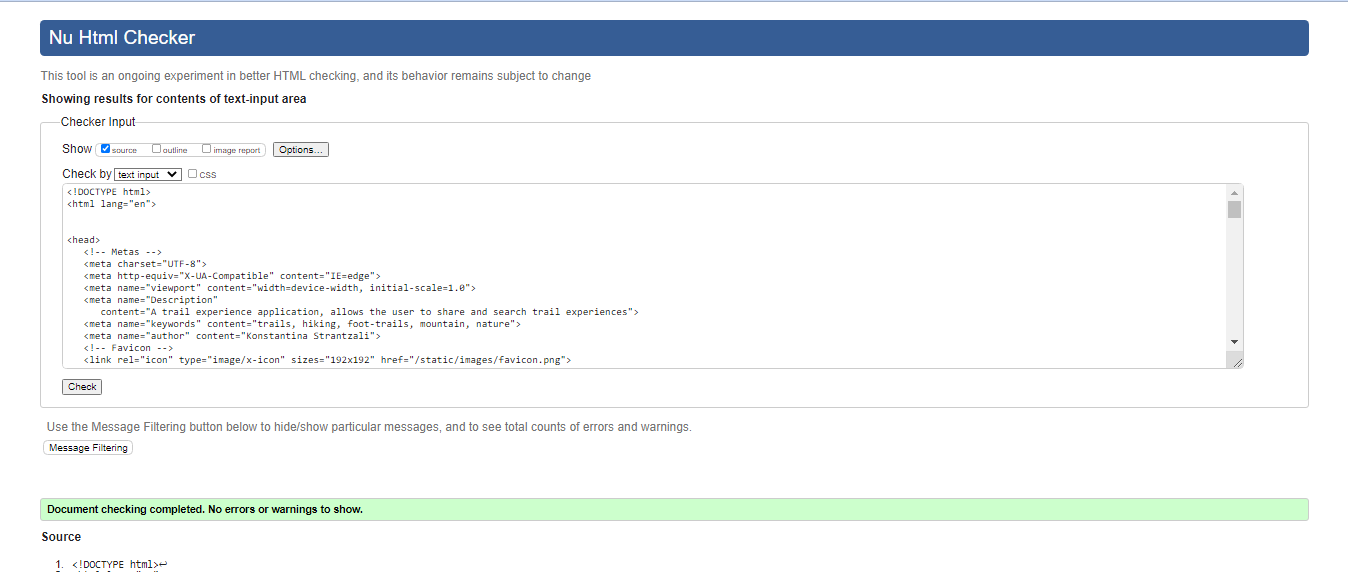 Nu Html Checker
This tool is an ongoing experiment in better HTML checking, and its behavior remains subject to change
Showing results for contents of text-input area
Checker Input
Show source outline image report Options...
Check by text input css
<!DOCTYPE html>
<html lang="en">
<head>
<!-- Metas -->
<meta charset="UTF-8">
<meta http-equiv="X-UA-Compatible" content="IE=edge">
<meta name="viewport" content="width=device-width, initial-scale=1.0">
<meta name="Description"
content="A trail experience application, allows the user to share and search trail experiences">
<meta name="keywords" content="trails, hiking, foot-trails, mountain, nature">
<meta name="author" content="Konstantina Strantzali">
<!-- Favicon -->
<link rel="icon" type="image/x-icon" sizes="192x192" href="/static/images/favicon.png">
Check
Use the Message Filtering button below to hide/show particular messages, and to see total counts of errors and warnings.
Message Filtering
Document checking completed. No errors or warnings to show.
Source
1. <!DOCTYPE html>↩